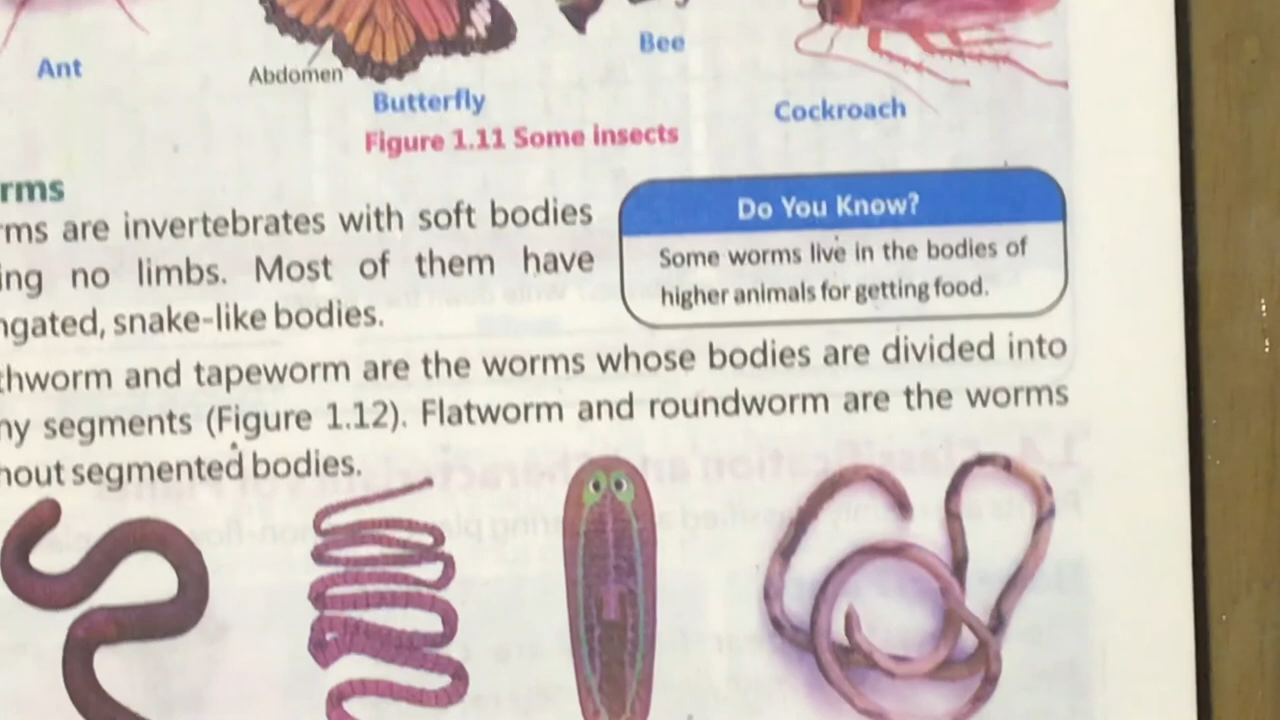 Ant
Abdomen
Butterfly
Bee
Cockroach
Figure 1.11 Some insects
rms
rms are invertebrates with soft bodies
ing no limbs. Most of them have
ngated, snake-like bodies.
Do You Know?
Some worms live in the bodies of
higher animals for getting food.
thworm and tapeworm are the worms whose bodies are divided into
ny segments (Figure 1.12). Flatworm and roundworm are the worms
hout segmented bodies.